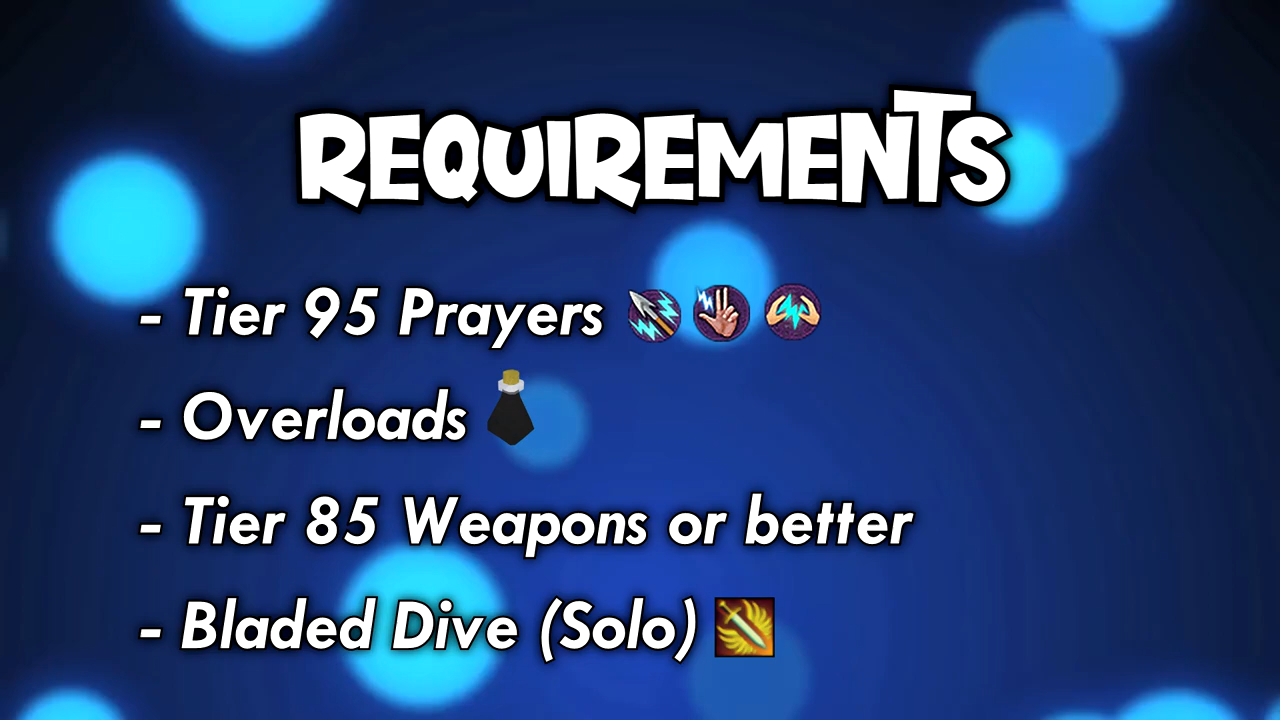 REQUIREMENTS
- Tier 95 Prayers
- Overloads
- Tier 85 Weapons or better
- Bladed Dive (Solo)